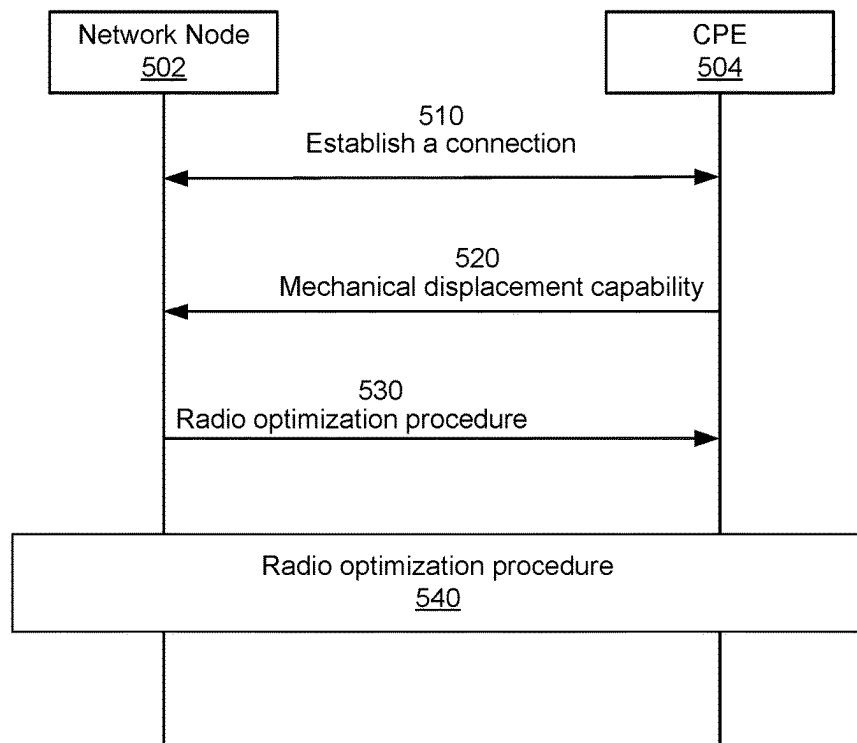 Network Node
502
CPE
504
510
Establish a connection
520
Mechanical displacement capability
530
Radio optimization procedure
Radio optimization procedure
540